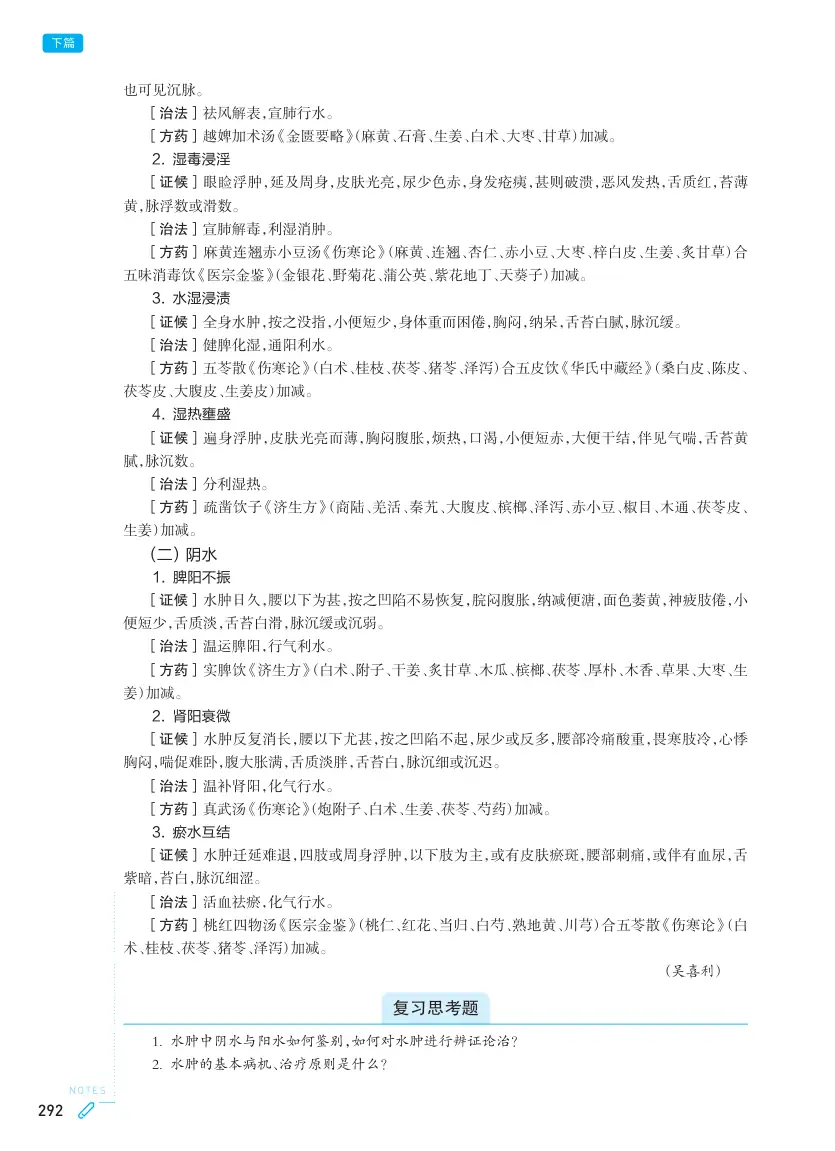 下篇
也可见沉脉。
［治法］祛风解表，宣肺行水。
［方药］越婢加术汤《金匮要略》（麻黄、石膏、生姜、白术、大枣、甘草）加减。
2. 湿毒浸淫
［证候］眼睑浮肿，延及周身，皮肤光亮，尿少色赤，身发疮痍，甚则破溃，恶风发热，舌质红，苔薄
黄，脉浮数或滑数。
［治法］宣肺解毒，利湿消肿。
［方药］麻黄连翘赤小豆汤《伤寒论》（麻黄、连翘、杏仁、赤小豆、大枣、梓白皮、生姜、炙甘草）合
五味消毒饮《医宗金鉴》（金银花、野菊花、蒲公英、紫花地丁、天葵子）加减。
3. 水湿浸渍
［证候］全身水肿，按之没指，小便短少，身体重而困倦，胸闷，纳呆，舌苔白腻，脉沉缓。
［治法］健脾化湿，通阳利水。
［方药］五苓散《伤寒论》（白术、桂枝、茯苓、猪苓、泽泻）合五皮饮《华氏中藏经》（桑白皮、陈皮、
茯苓皮、大腹皮、生姜皮）加减。
4. 湿热壅盛
［证候］遍身浮肿，皮肤光亮而薄，胸闷腹胀，烦热，口渴，小便短赤，大便干结，伴见气喘，舌苔黄
腻，脉沉数。
［治法］分利湿热。
［方药］疏凿饮子《济生方》（商陆、羌活、秦艽、大腹皮、槟榔、泽泻、赤小豆、椒目、木通、茯苓皮、
生姜）加减。
（二）阴水
1. 脾阳不振
［证候］水肿日久，腰以下为甚，按之凹陷不易恢复，脘闷腹胀，纳减便溏，面色萎黄，神疲肢倦，小
便短少，舌质淡，舌苔白滑，脉沉缓或沉弱。
［治法］温运脾阳，行气利水。
［方药］实脾饮《济生方》（白术、附子、干姜、炙甘草、木瓜、槟榔、茯苓、厚朴、木香、草果、大枣、生
姜）加减。
2. 肾阳衰微
［证候］水肿反复消长，腰以下尤甚，按之凹陷不起，尿少或反多，腰部冷痛酸重，畏寒肢冷，心悸
胸闷，喘促难卧，腹大胀满，舌质淡胖，舌苔白，脉沉细或沉迟。
［治法］温补肾阳，化气行水。
［方药］真武汤《伤寒论》（炮附子、白术、生姜、茯苓、芍药）加减。
3. 瘀水互结
［证候］水肿迁延难退，四肢或周身浮肿，以下肢为主，或有皮肤瘀斑，腰部刺痛，或伴有血尿，舌
紫暗，苔白，脉沉细涩。
［治法］活血祛瘀，化气行水。
［方药］桃红四物汤《医宗金鉴》（桃仁、红花、当归、白芍、熟地黄、川芎）合五苓散《伤寒论》（白
术、桂枝、茯苓、猪苓、泽泻）加减。
（吴喜利）
复习思考题
1. 水肿中阴水与阳水如何鉴别，如何对水肿进行辨证论治？
2. 水肿的基本病机、治疗原则是什么？
NOTES
292